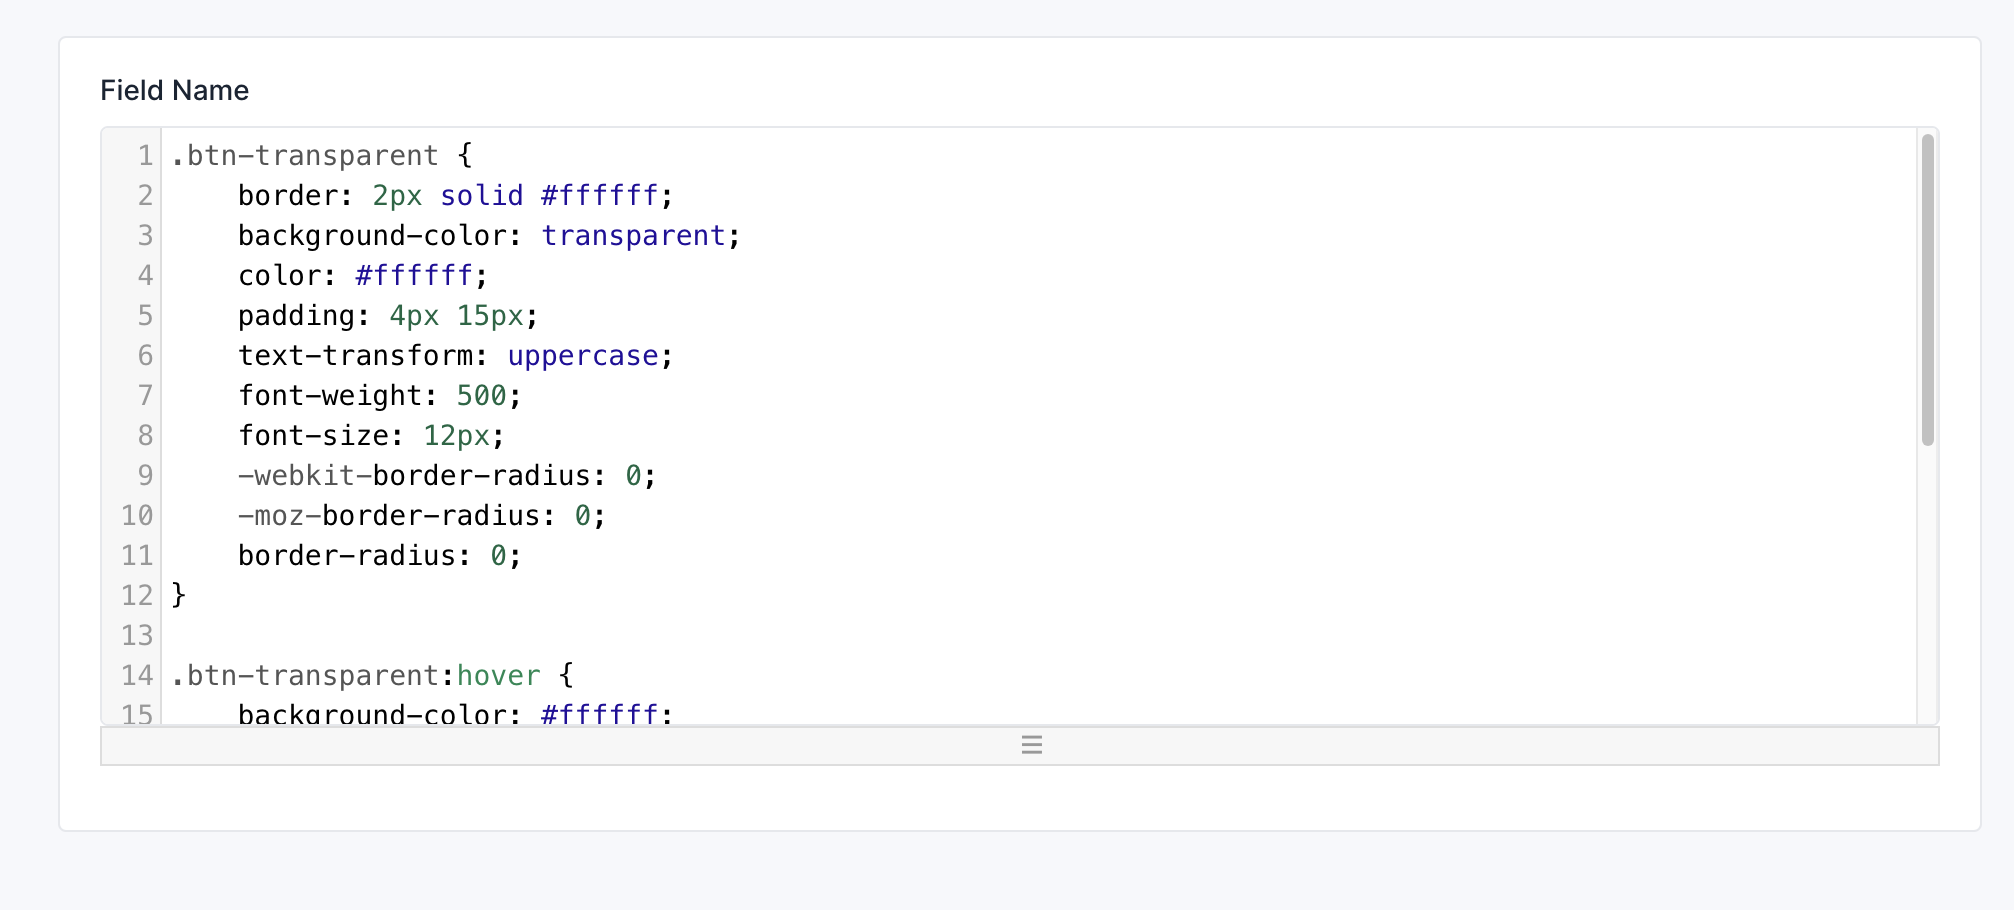 Field Name
1 .btn-transparent {
2     border: 2px solid #ffffff;
3     background-color: transparent;
4     color: #ffffff;
5     padding: 4px 15px;
6     text-transform: uppercase;
7     font-weight: 500;
8     font-size: 12px;
9     -webkit-border-radius: 0;
10     -moz-border-radius: 0;
11     border-radius: 0;
12 }
13
14 .btn-transparent:hover {
15     background-color: #ffffff;